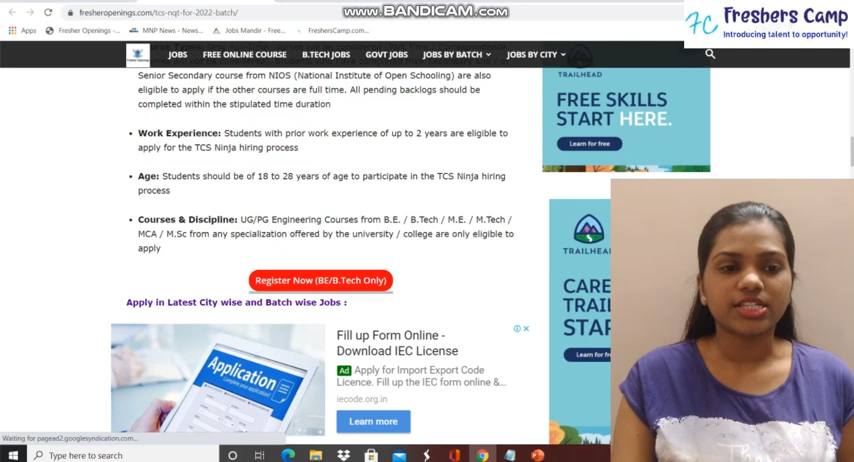 www.BANDICAM.com
fresheropenings.com/tcs-nqt-for-2022-batch/
Apps Fresher Openings -... MNP News - News... Jobs Mandir - Fresh... FreshersCamp.com...
FC Freshers Camp
Introducing talent to opportunity!
JOBS FREE ONLINE COURSE B.TECH JOBS GOVT JOBS JOBS BY BATCH JOBS BY CITY
Senior Secondary course from NIOS (National Institute of Open Schooling) are also
eligible to apply if the other courses are full time. All pending backlogs should be
completed within the stipulated time duration
• Work Experience: Students with prior work experience of up to 2 years are eligible to
apply for the TCS Ninja hiring process
• Age: Students should be of 18 to 28 years of age to participate in the TCS Ninja hiring
process
• Courses & Discipline: UG/PG Engineering Courses from B.E. / B.Tech / M.E. / M.Tech /
MCA / M.Sc from any specialization offered by the university / college are only eligible to
apply
Register Now (BE/B.Tech Only)
Apply in Latest City wise and Batch wise Jobs :
Application
Fill up Form Online -
Download IEC License
Ad Apply for Import Export Code
Licence. Fill up the IEC form online &...
iecode.org.in
Learn more
TRAILHEAD
FREE SKILLS
START HERE.
Learn for free
TRAILHEAD
CARE
TRAIL
STAR
Learn for fre
Waiting for pagead2.googlesyndication.com...
Type here to search